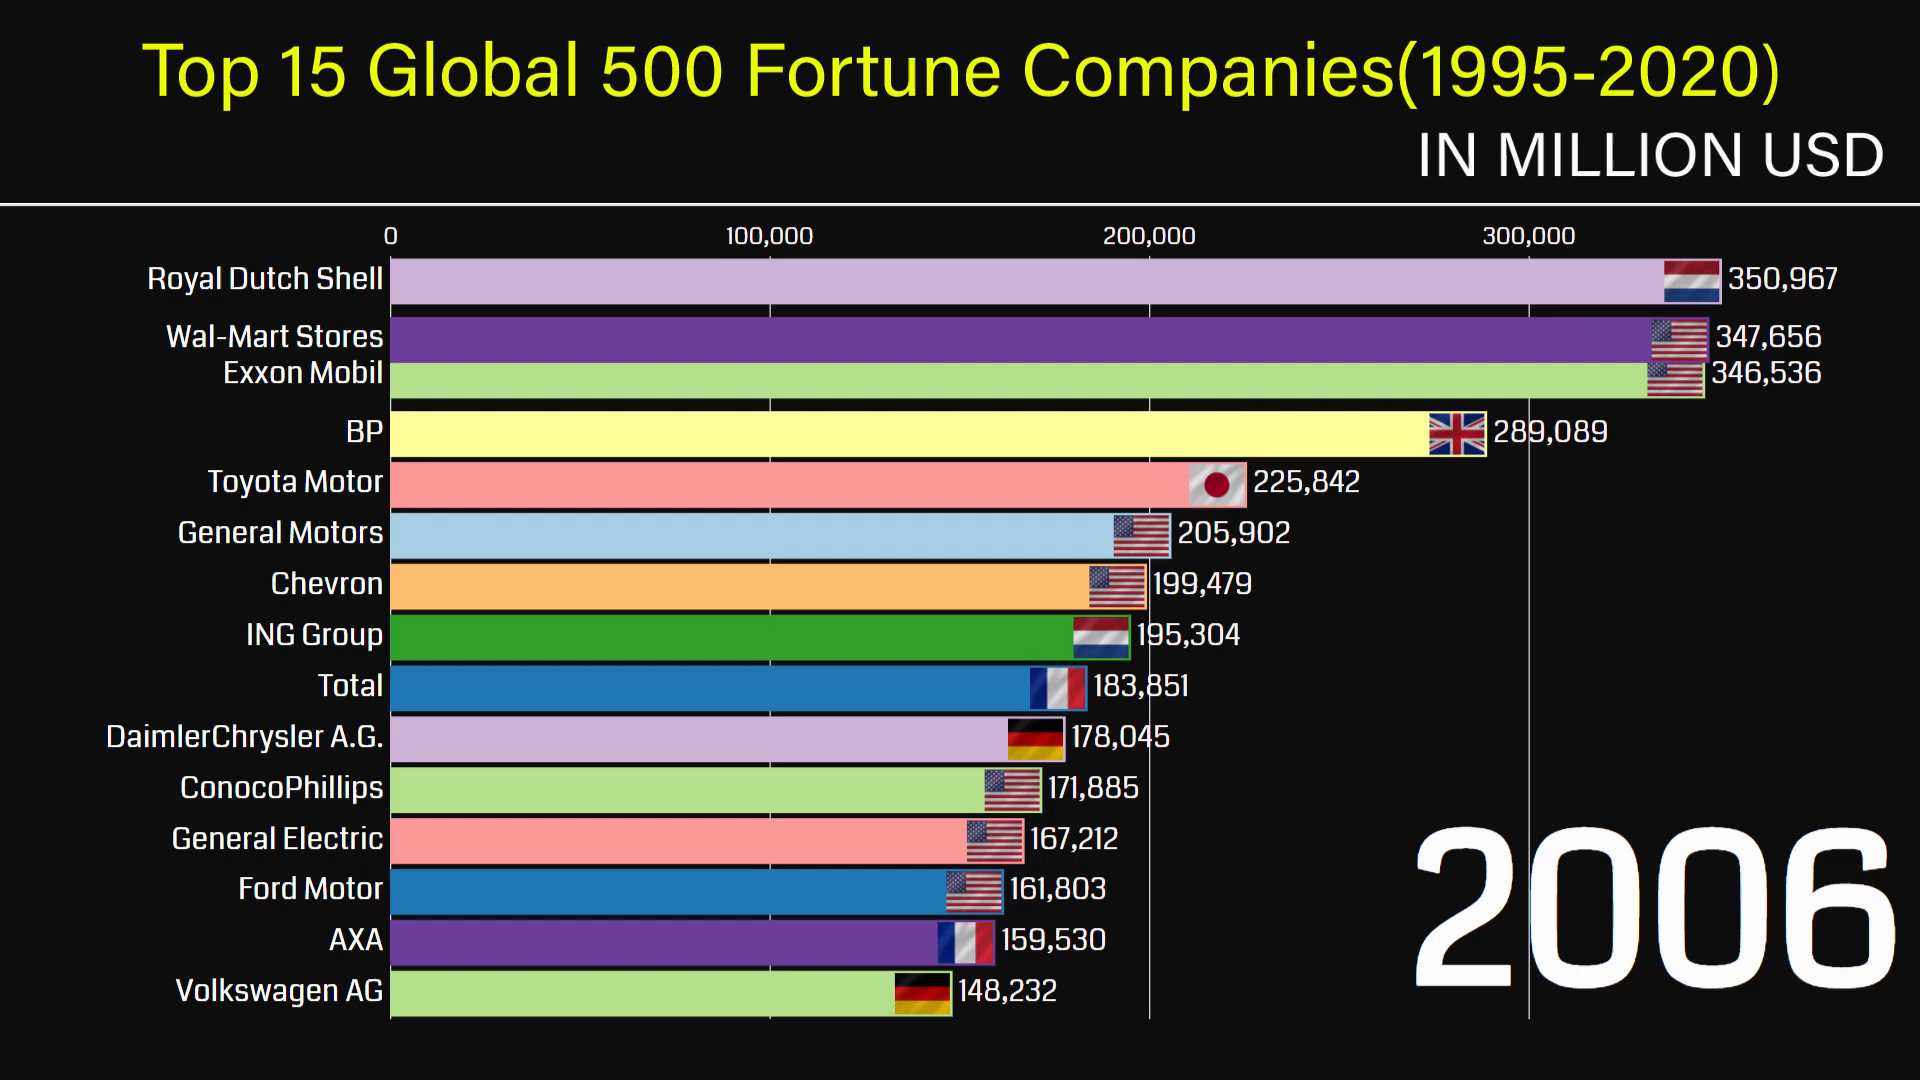 Top 15 Global 500 Fortune Companies(1995-2020)
IN MILLION USD
0 100,000 200,000 300,000
Royal Dutch Shell 350,967
Wal-Mart Stores 347,656
Exxon Mobil 346,536
BP 289,089
Toyota Motor 225,842
General Motors 205,902
Chevron 199,479
ING Group 195,304
Total 183,851
DaimlerChrysler A.G. 178,045
ConocoPhillips 171,885
General Electric 167,212
Ford Motor 161,803
AXA 159,530
Volkswagen AG 148,232
2006